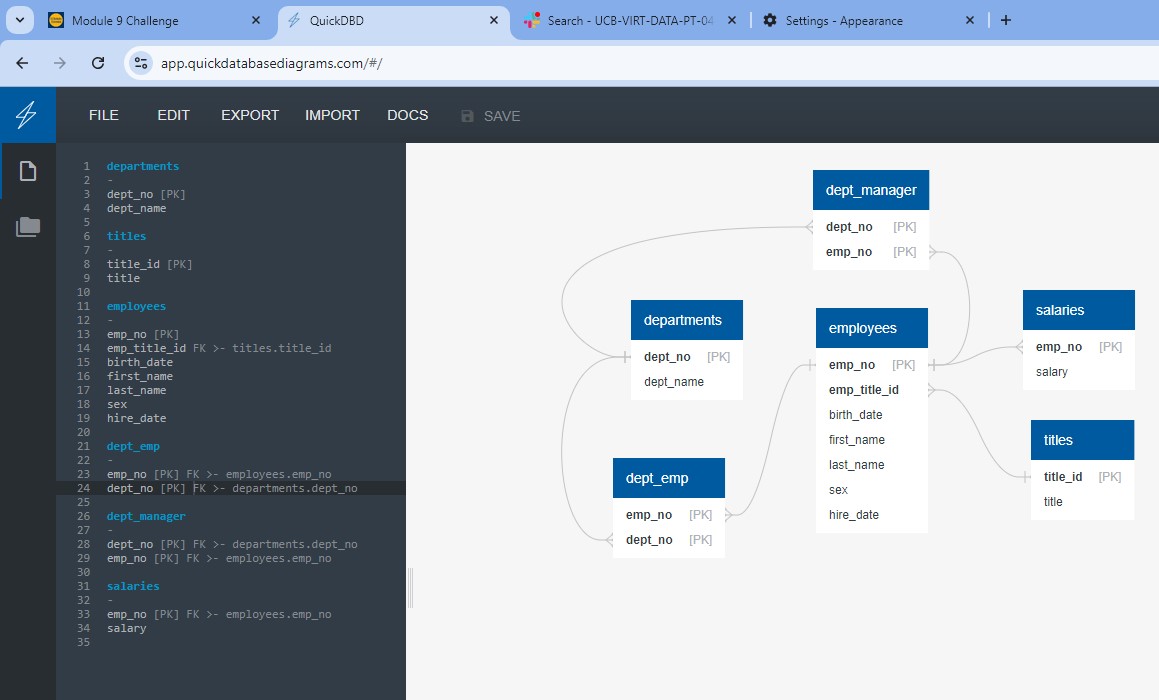 Module 9 Challenge
QuickDBD
Search - UCB-VIRT-DATA-PT-04
Settings - Appearance
app.quickdatabasediagrams.com/#/
FILE EDIT EXPORT IMPORT DOCS SAVE
1 departments
2 -
3 dept_no [PK]
4 dept_name
5
6 titles
7 -
8 title_id [PK]
9 title
10
11 employees
12 -
13 emp_no [PK]
14 emp_title_id FK >- titles.title_id
15 birth_date
16 first_name
17 last_name
18 sex
19 hire_date
20
21 dept_emp
22 -
23 emp_no [PK] FK >- employees.emp_no
24 dept_no [PK] FK >- departments.dept_no
25
26 dept_manager
27 -
28 dept_no [PK] FK >- departments.dept_no
29 emp_no [PK] FK >- employees.emp_no
30
31 salaries
32 -
33 emp_no [PK] FK >- employees.emp_no
34 salary
35
dept_manager
dept_no [PK]
emp_no [PK]
departments
dept_no [PK]
dept_name
employees
emp_no [PK]
emp_title_id
birth_date
first_name
last_name
sex
hire_date
salaries
emp_no [PK]
salary
titles
title_id [PK]
title
dept_emp
emp_no [PK]
dept_no [PK]